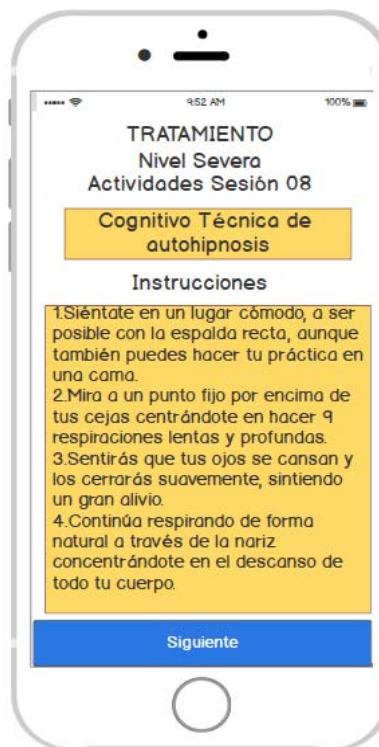 9:52 AM 100%
TRATAMIENTO
Nivel Severa
Actividades Sesión 08
Cognitivo Técnica de
autohipnosis
Instrucciones
1.Siéntate en un lugar cómodo, a ser
posible con la espalda recta, aunque
también puedes hacer tu práctica en
una cama.
2.Mira a un punto fijo por encima de
tus cejas centrándote en hacer 9
respiraciones lentas y profundas.
3.Sentirás que tus ojos se cansan y
los cerrarás suavemente, sintiendo
un gran alivio.
4.Continúa respirando de forma
natural a través de la nariz
concentrándote en el descanso de
todo tu cuerpo.
Siguiente